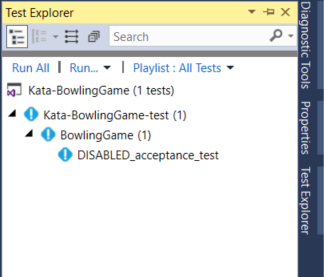 Test Explorer
Search
Run All | Run... | Playlist : All Tests
Kata-BowlingGame (1 tests)
Kata-BowlingGame-test (1)
BowlingGame (1)
DISABLED_acceptance_test
Diagnostic Tools
Properties
Test Explorer